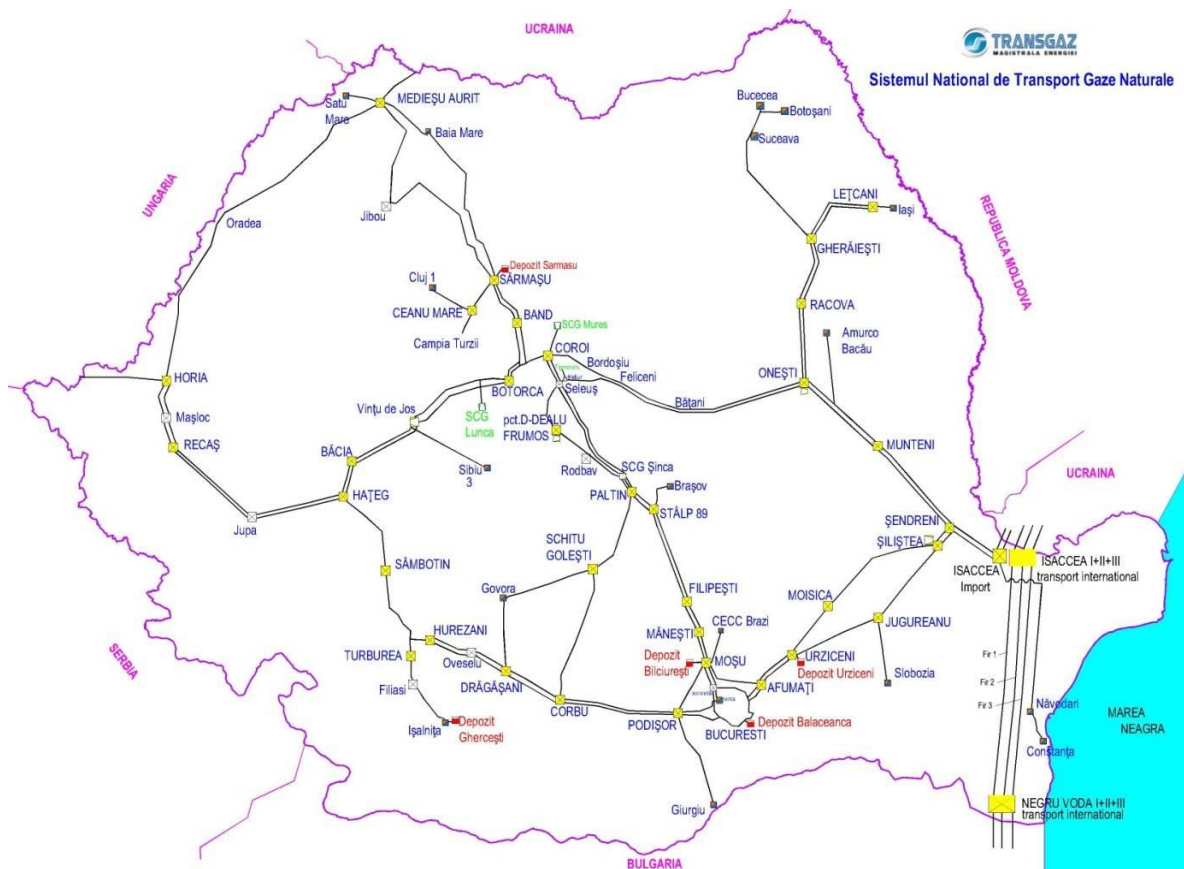 UCRAINA
TRANSGAZ
MAGISTRALA ENERGIEI
Sistemul National de Transport Gaze Naturale
Satu
Mare
MEDIEŞU AURIT
Baia Mare
Bucecea
Botoşani
Suceava
UNGARIA
Jibou
Oradea
LEŢCANI
Iaşi
GHERĂIEŞTI
REPUBLICA MOLDOVA
Depozit Sarmasu
SĂRMAŞU
Cluj 1
CEANU MARE
Campia Turzii
BAND
SCG Mures
COROI
Bordoşiu
RACOVA
Amurco
Bacău
HORIA
Maşloc
RECAŞ
BOTORCA
Seleuş
Feliceni
Băţani
ONEŞTI
Vinţu de Jos
SCG
Lunca
pct.D-DEALU
FRUMOS
MUNTENI
BĂCIA
Sibiu
3
Rodbav
SCG Şinca
HAŢEG
PALTIN
Braşov
STÂLP 89
UCRAINA
Jupa
ŞENDRENI
ŞILIŞTEA
SCHITU
GOLEŞTI
SÂMBOTIN
ISACCEA
Import
ISACCEA I+II+III
transport international
Govora
FILIPEŞTI
MOISICA
CECC Brazi
MĂNEŞTI
JUGUREANU
HUREZANI
SERBIA
TURBUREA
Oveselu
Depozit
Bilciureşti
MOŞU
URZICENI
Depozit Urziceni
Fir 1
Slobozia
Filiasi
DRĂGĂŞANI
AFUMAŢI
Fir 2
CORBU
Fir 3
Năvodari
MAREA
NEAGRA
Işalniţa
Depozit
Gherceşti
PODIŞOR
BUCURESTI
Depozit Balaceanca
Constanţa
Giurgiu
NEGRU VODA I+II+III
transport international
BULGARIA